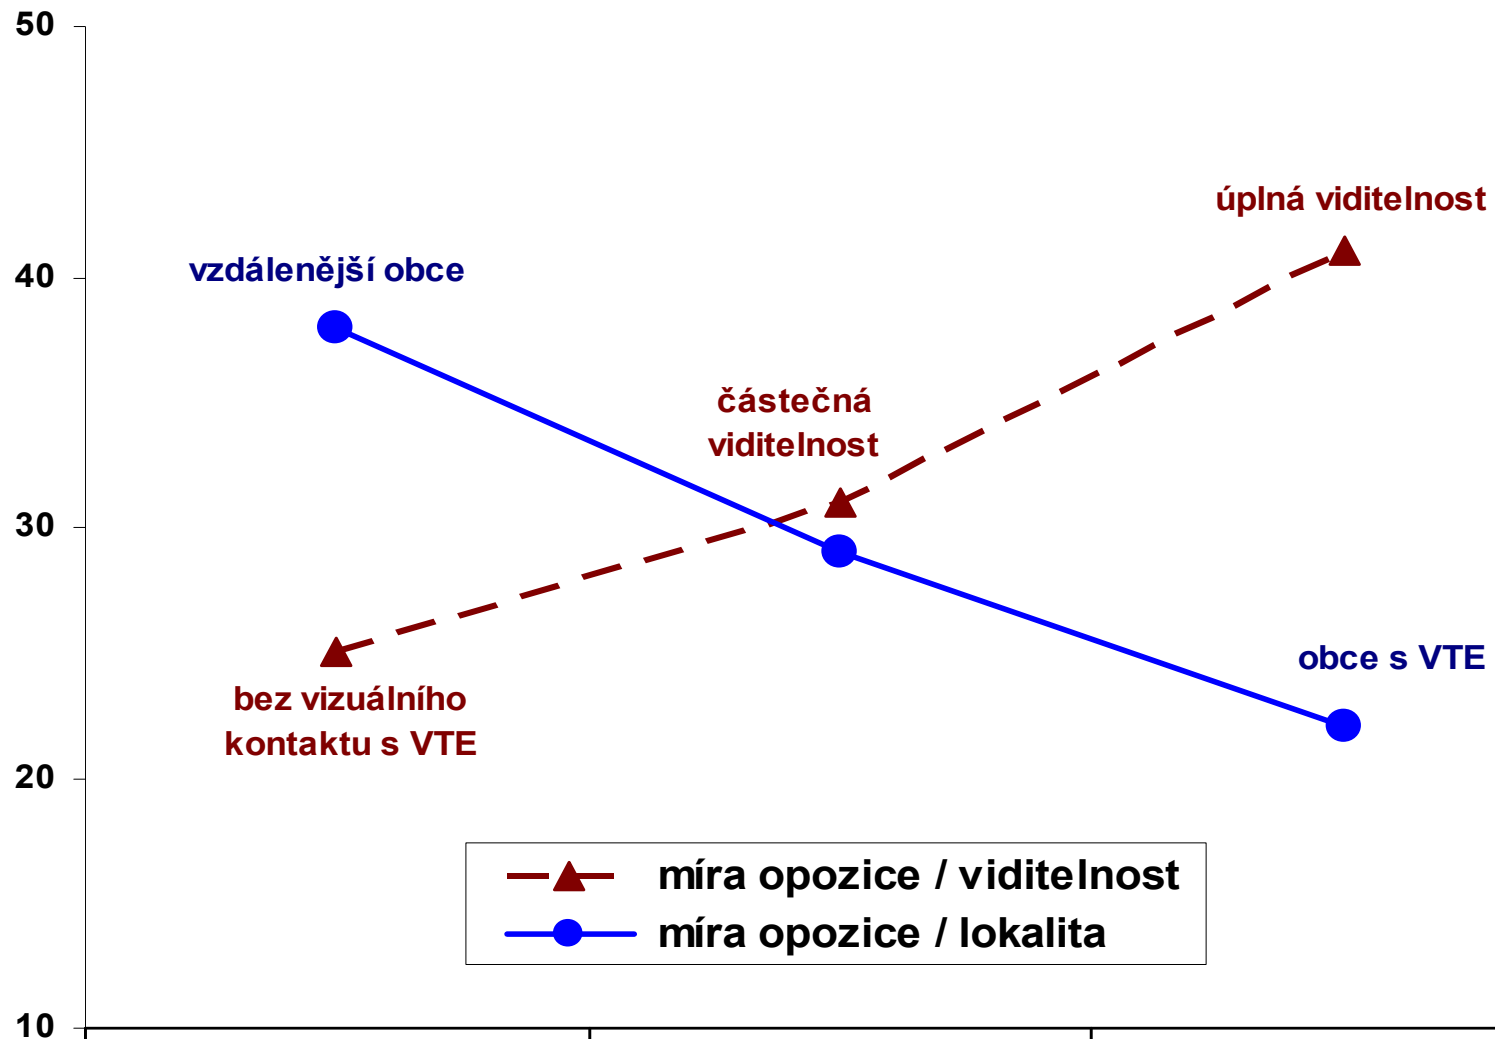 50
úplná viditelnost
vzdálenější obce
40
částečná
viditelnost
30
obce s VTE
bez vizuálního
kontaktu s VTE
20
míra opozice / viditelnost
míra opozice / lokalita
10